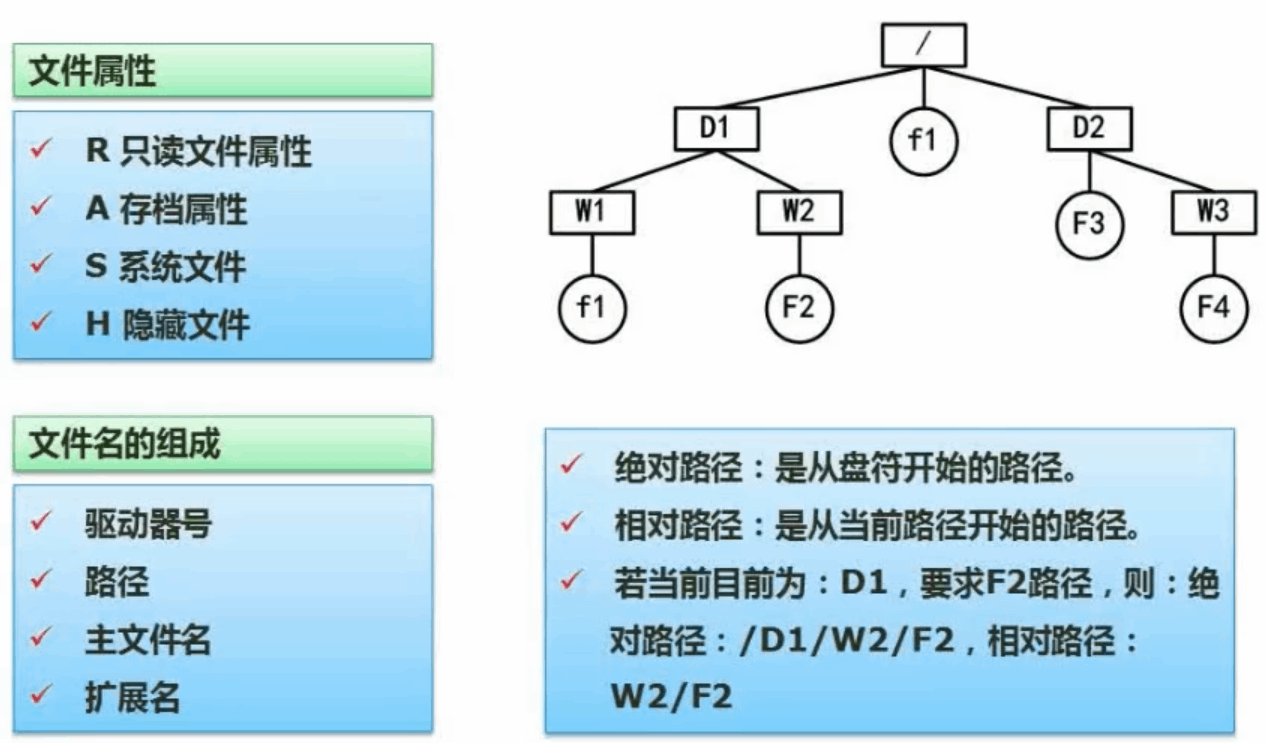 文件属性
✓ R 只读文件属性
✓ A 存档属性
✓ S 系统文件
✓ H 隐藏文件
/
D1
f1
D2
W1
W2
F3
W3
f1
F2
F4
文件名的组成
✓ 驱动器号
✓ 路径
✓ 主文件名
✓ 扩展名
✓ 绝对路径：是从盘符开始的路径。
✓ 相对路径：是从当前路径开始的路径。
✓ 若当前目前为：D1，要求F2路径，则：绝
对路径：/D1/W2/F2，相对路径：
W2/F2